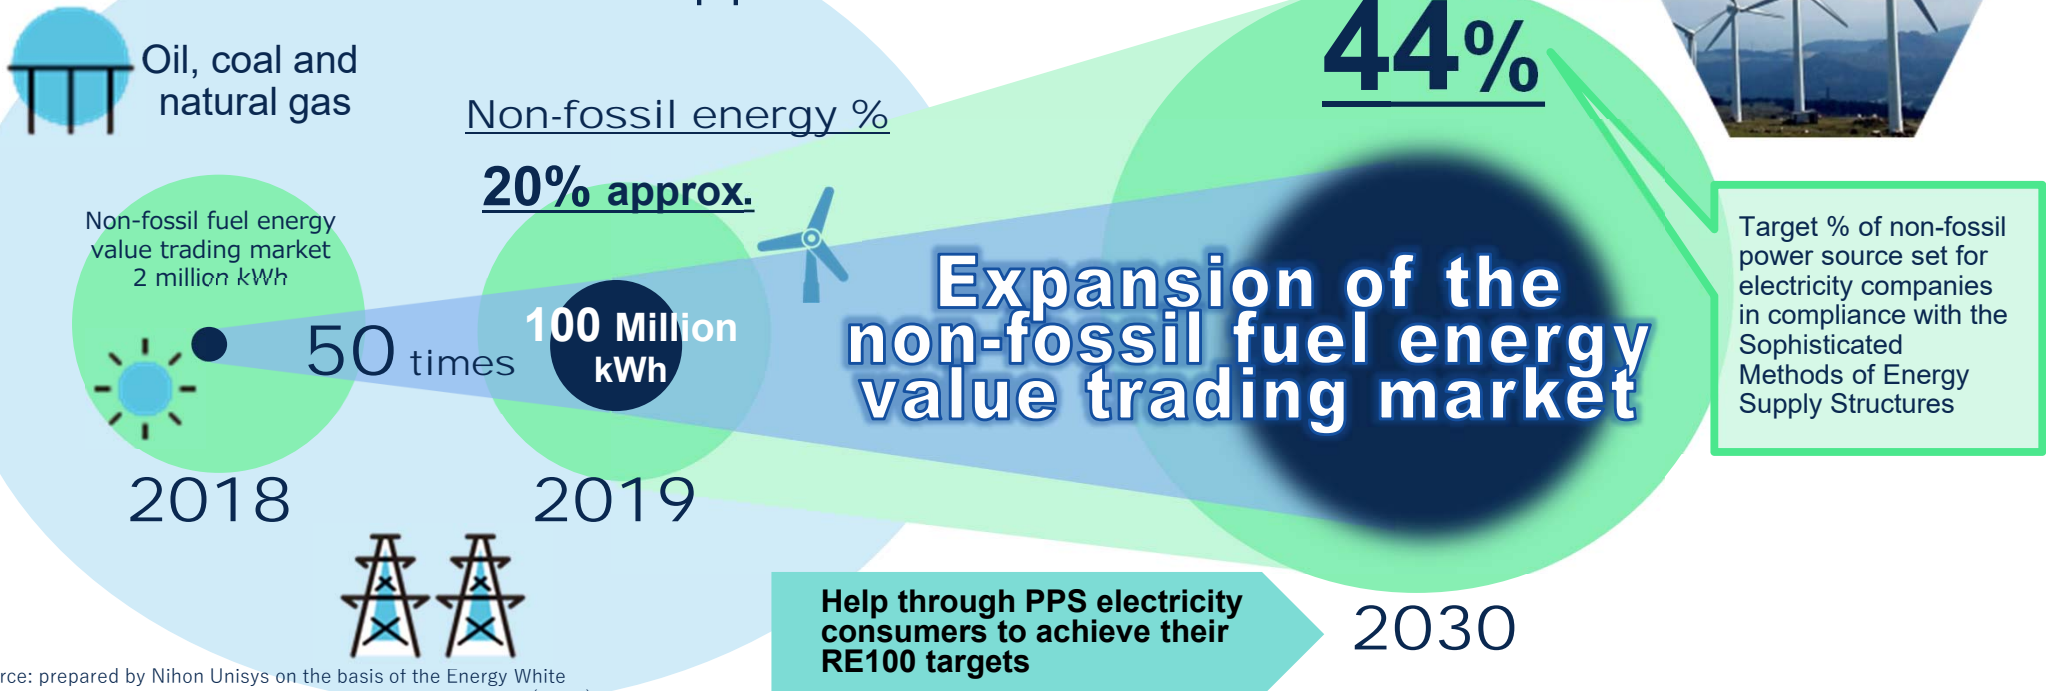 Oil, coal and
natural gas
Non-fossil energy %
20% approx.
44%
Non-fossil fuel energy
value trading market
2 million kWh
50 times
100 Million
kWh
Expansion of the
non-fossil fuel energy
value trading market
Target % of non-fossil
power source set for
electricity companies
in compliance with the
Sophisticated
Methods of Energy
Supply Structures
2018
2019
2030
Help through PPS electricity
consumers to achieve their
RE100 targets
rce: prepared by Nihon Unisys on the basis of the Energy White